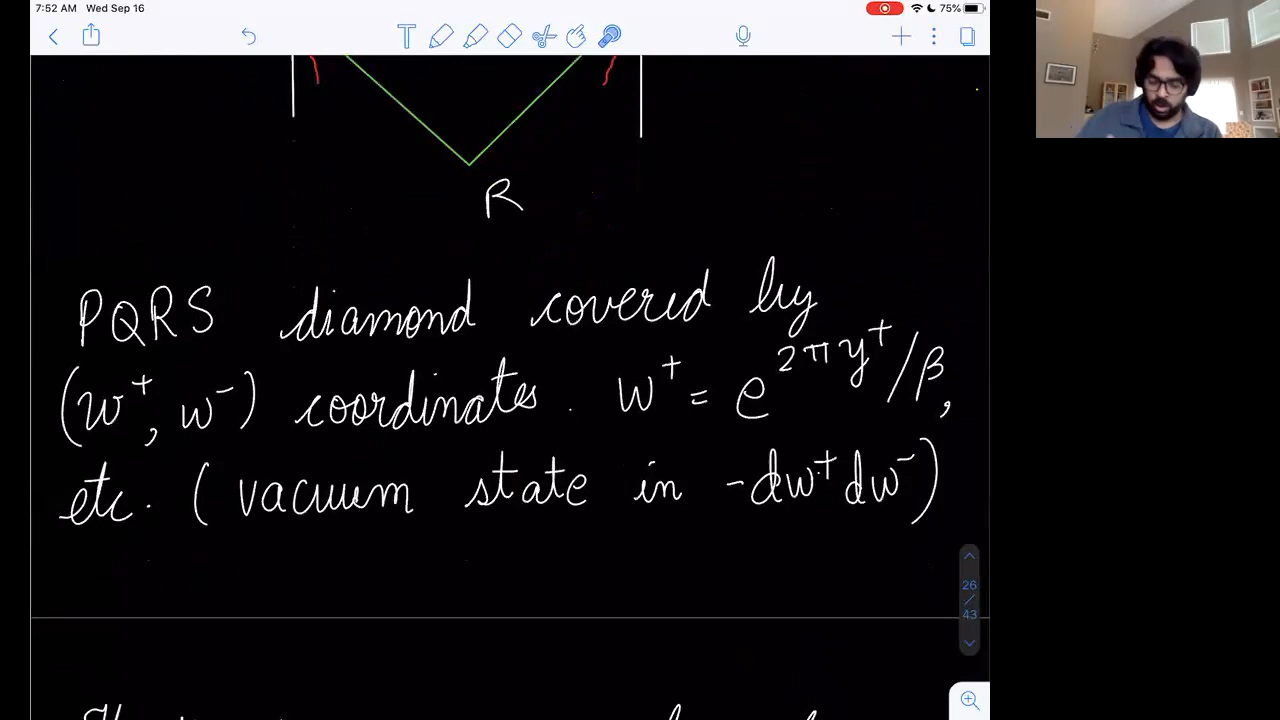 7:52 AM Wed Sep 16
75%
R
PQRS diamond covered by
(w⁺, w⁻) coordinates. w⁺ = e^{2πy⁺/β},
etc. (vacuum state in -dw⁺dw⁻)
26
/
43